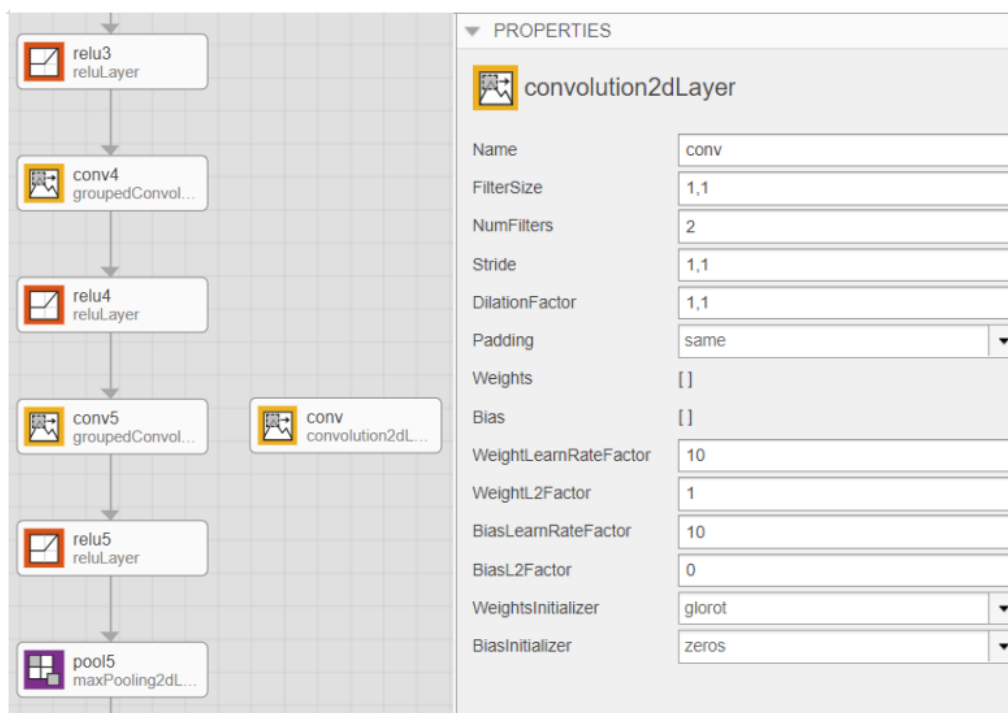 relu3
reluLayer
conv4
groupedConvol...
relu4
reluLayer
conv5
groupedConvol...
conv
convolution2dL...
relu5
reluLayer
pool5
maxPooling2dL...
PROPERTIES
convolution2dLayer
Name conv
FilterSize 1,1
NumFilters 2
Stride 1,1
DilationFactor 1,1
Padding same
Weights []
Bias []
WeightLearnRateFactor 10
WeightL2Factor 1
BiasLearnRateFactor 10
BiasL2Factor 0
WeightsInitializer glorot
BiasInitializer zeros